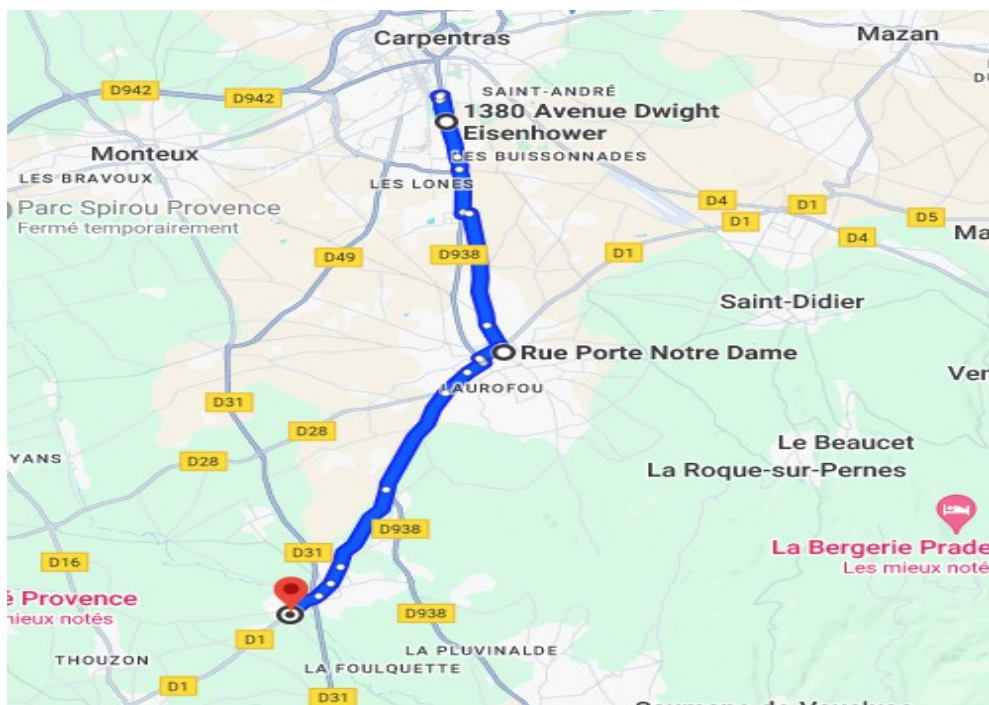 Carpentras
Mazan
SAINT-ANDRÉ
D942
D942
1380 Avenue Dwight
Eisenhower
Monteux
LES BUISSONNADES
LES BRAVOUX
LES LONES
Parc Spirou Provence
Fermé temporairement
D4
D1
D1
D5
D4
Ma
D49
D938
D1
Saint-Didier
Rue Porte Notre Dame
Ver
LAUROFOU
D31
D28
D28
YANS
Le Beaucet
La Roque-sur-Pernes
D938
D31
D16
La Bergerie Prade
Les mieux noté
é Provence
mieux notés
D938
D1
THOUZON
LA PLUVINALDE
LA FOULQUETTE
D1
D31